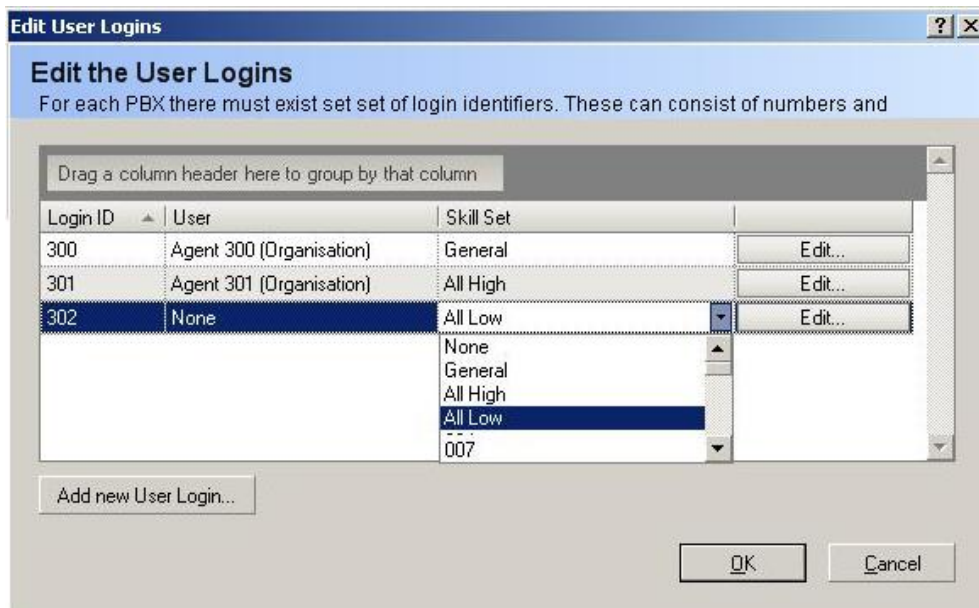 Edit User Logins
Edit the User Logins
For each PBX there must exist set set of login identifiers. These can consist of numbers and
Drag a column header here to group by that column
Login ID User Skill Set
300 Agent 300 (Organisation) General Edit...
301 Agent 301 (Organisation) All High Edit...
302 None All Low Edit...
None
General
All High
All Low
007
Add new User Login...
OK Cancel